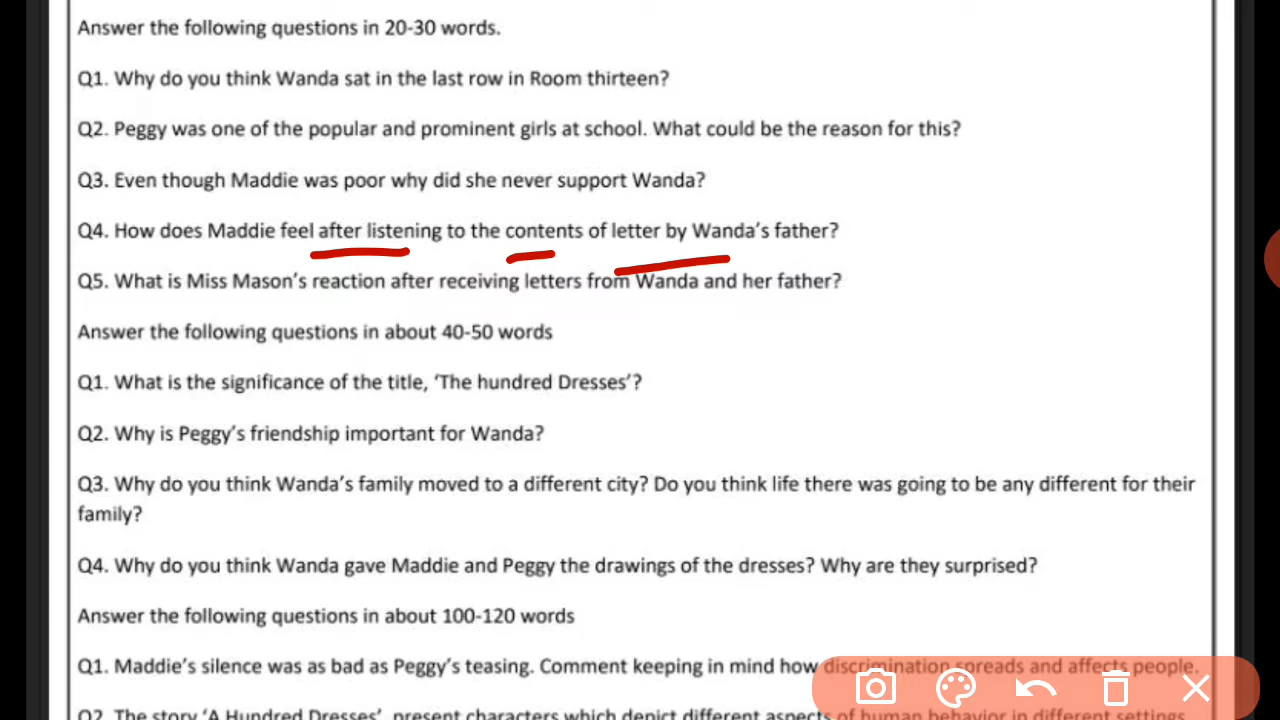 Answer the following questions in 20-30 words.
Q1. Why do you think Wanda sat in the last row in Room thirteen?
Q2. Peggy was one of the popular and prominent girls at school. What could be the reason for this?
Q3. Even though Maddie was poor why did she never support Wanda?
Q4. How does Maddie feel after listening to the contents of letter by Wanda's father?
Q5. What is Miss Mason's reaction after receiving letters from Wanda and her father?
Answer the following questions in about 40-50 words
Q1. What is the significance of the title, 'The hundred Dresses'?
Q2. Why is Peggy's friendship important for Wanda?
Q3. Why do you think Wanda's family moved to a different city? Do you think life there was going to be any different for their
family?
Q4. Why do you think Wanda gave Maddie and Peggy the drawings of the dresses? Why are they surprised?
Answer the following questions in about 100-120 words
Q1. Maddie's silence was as bad as Peggy's teasing. Comment keeping in mind how discrimination spreads and affects people.
Q2. The story 'A Hundred Dresses', present characters which depict different aspects of human behavior in different settings